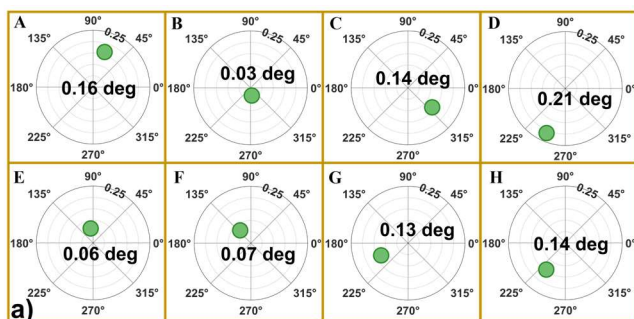 A 90° B 90° C 90° D 90°
135° 0.25 45° 135° 0.25 45° 135° 0.25 45° 135° 0.25 45°
180° 0.16 deg 0° 180° 0.03 deg 0° 180° 0.14 deg 0° 180° 0.21 deg 0°
225° 315° 225° 315° 225° 315° 225° 315°
270° 270° 270° 270°
E 90° F 90° G 90° H 90°
135° 0.25 45° 135° 0.25 45° 135° 0.25 45° 135° 0.25 45°
180° 0.06 deg 0° 180° 0.07 deg 0° 180° 0.13 deg 0° 180° 0.14 deg 0°
225° 315° 225° 315° 225° 315° 225° 315°
a) 270° 270° 270° 270°